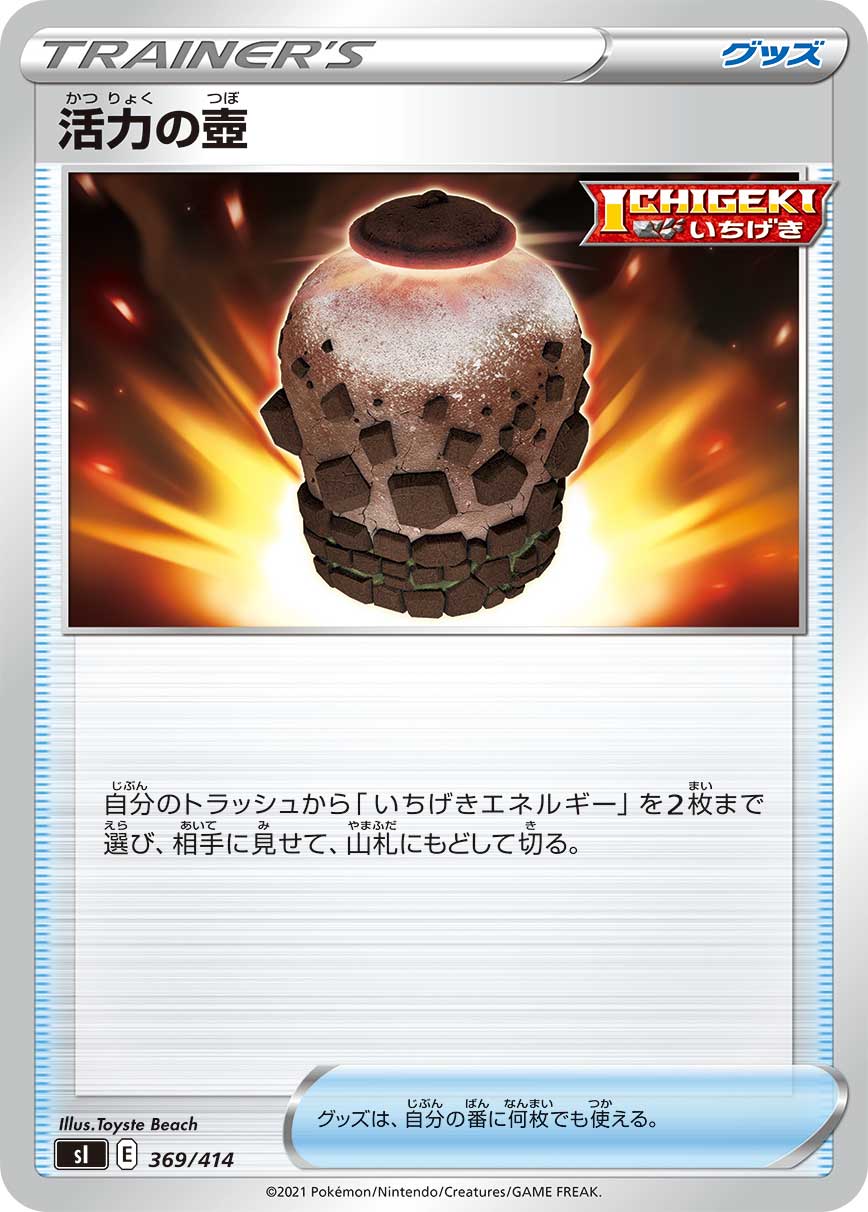 TRAINER'S
グッズ
かつ りょく つぼ
活力の壺
ICHIGEKI
いちげき
じぶん まい
自分のトラッシュから「いちげきエネルギー」を2枚まで
えら あいて み やまふだ き
選び、相手に見せて、山札にもどして切る。
じぶん ばん なんまい つか
グッズは、自分の番に何枚でも使える。
Illus.Toyste Beach
sI E 369/414
©2021 Pokémon/Nintendo/Creatures/GAME FREAK.